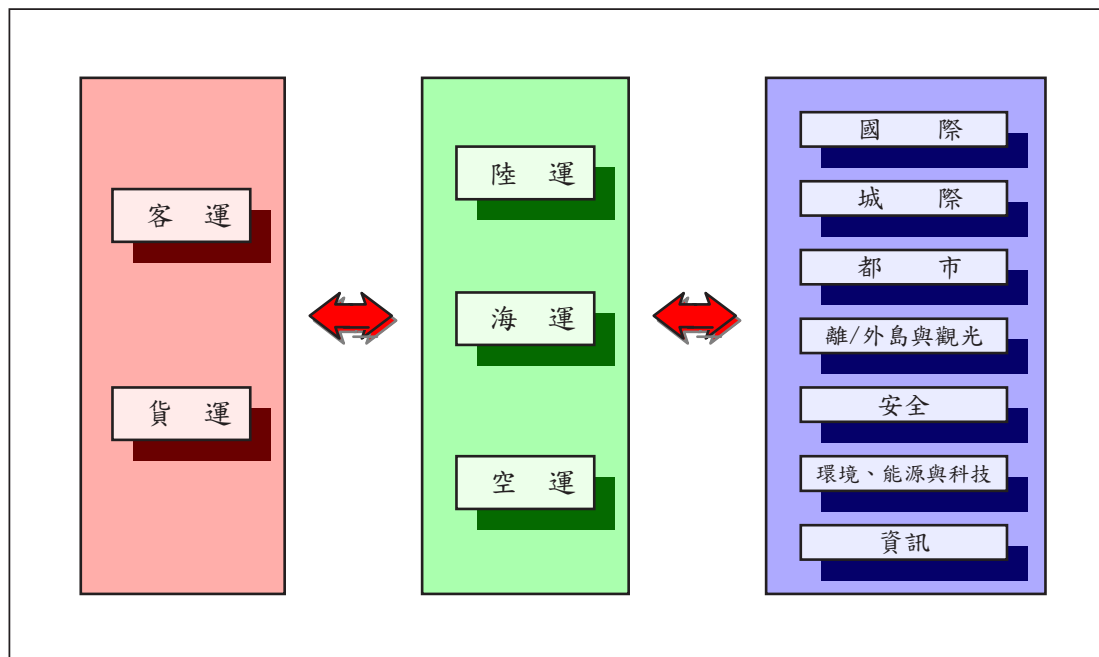 客 運
貨 運
陸 運
海 運
空 運
國 際
城 際
都 市
離/外島與觀光
安全
環境、能源與科技
資訊